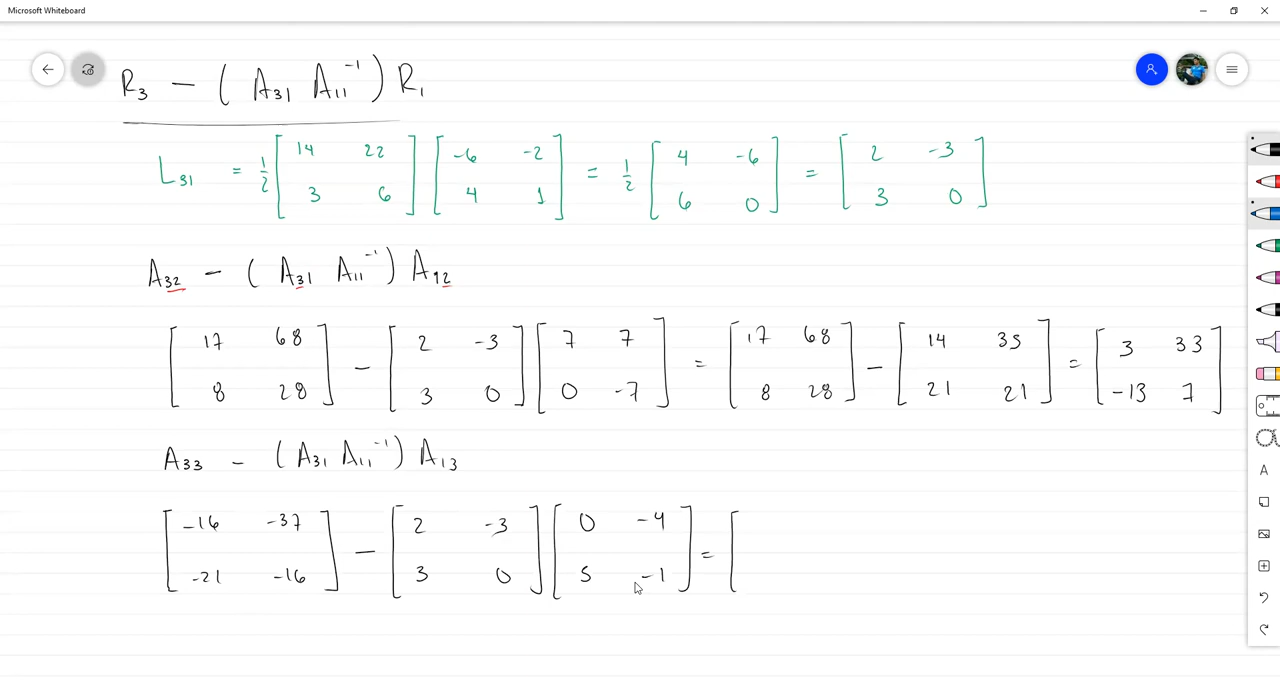 Microsoft Whiteboard
R₃ − ( A₃₁ A₁₁⁻¹ ) R₁
L₃₁ = 1/2 [ 14 22 ; 3 6 ] [ -6 -2 ; 4 1 ] = 1/2 [ 4 -6 ; 6 0 ] = [ 2 -3 ; 3 0 ]
A₃₂ − ( A₃₁ A₁₁⁻¹ ) A₁₂
[ 17 68 ; 8 28 ] − [ 2 -3 ; 3 0 ] [ 7 7 ; 0 -7 ] = [ 17 68 ; 8 28 ] − [ 14 35 ; 21 21 ] = [ 3 33 ; -13 7 ]
A₃₃ − ( A₃₁ A₁₁⁻¹ ) A₁₃
[ -16 -37 ; -21 -16 ] − [ 2 -3 ; 3 0 ] [ 0 -4 ; 5 -1 ] = [
A